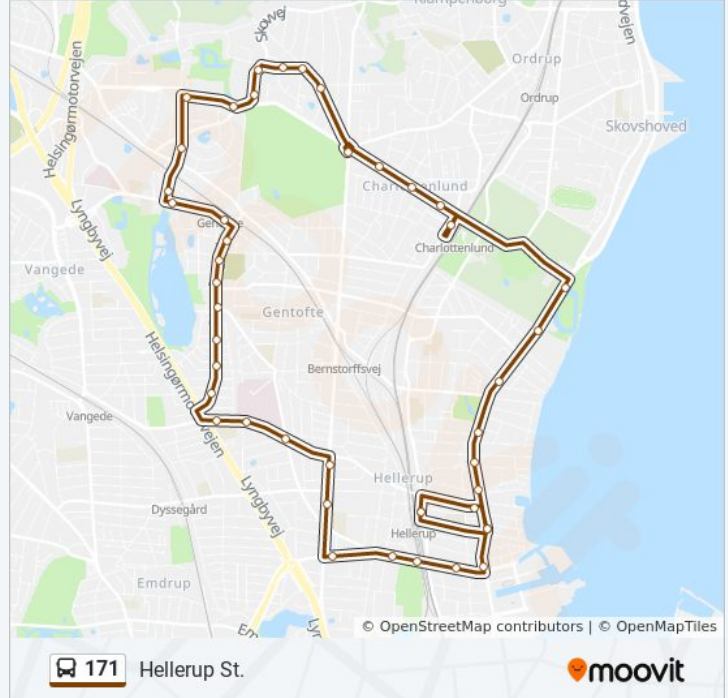 Klampenborg
Skovvej
Ordrup
Ordrup
Skovshoved
Helsingørmotorvejen
Charlottenlund
Lyngbyvej
Gentofte
Charlottenlund
Vangede
Gentofte
Helsingørmotorvejen
Bernstorffsvej
Vangede
Hellerup
Lyngbyvej
Dyssegård
Hellerup
Emdrup
© OpenStreetMap contributors | © OpenMapTiles
171 Hellerup St.
moovit